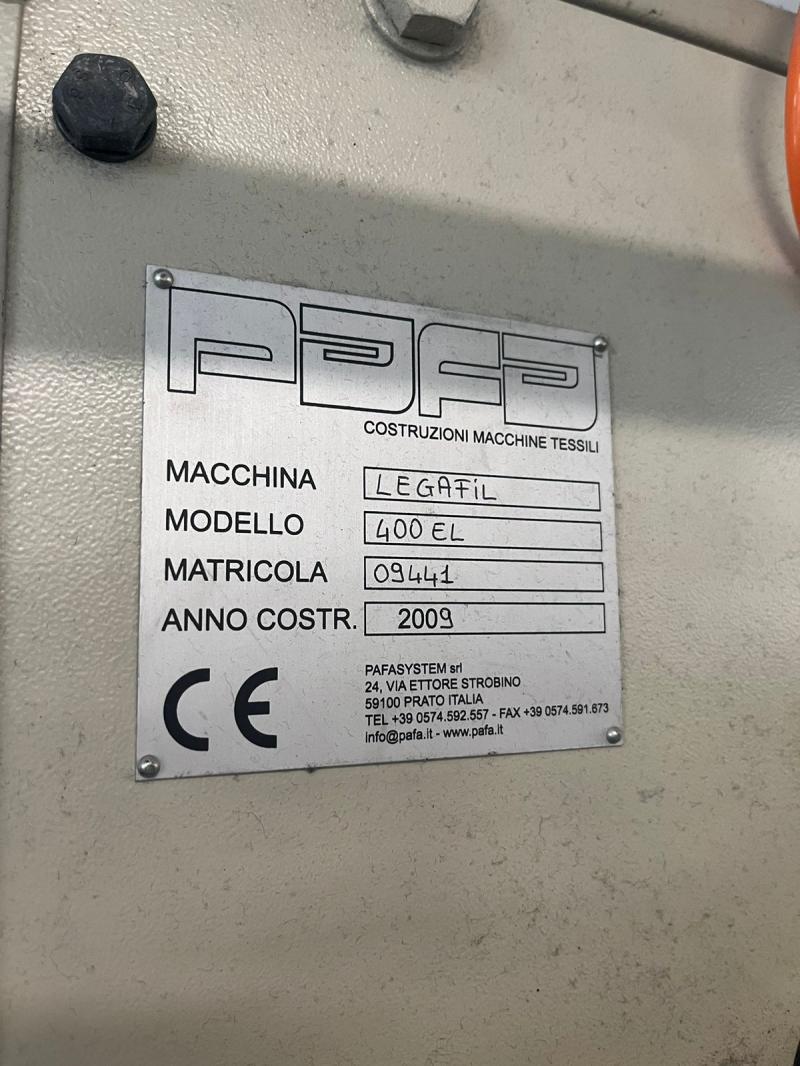 PAFA
COSTRUZIONI MACCHINE TESSILI
MACCHINA LEGAFiL
MODELLO 400 EL
MATRICOLA 09441
ANNO COSTR. 2009
CE
PAFASYSTEM srl
24, VIA ETTORE STROBINO
59100 PRATO ITALIA
TEL +39 0574.592.557 - FAX +39 0574.591.673
info@pafa.it - www.pafa.it